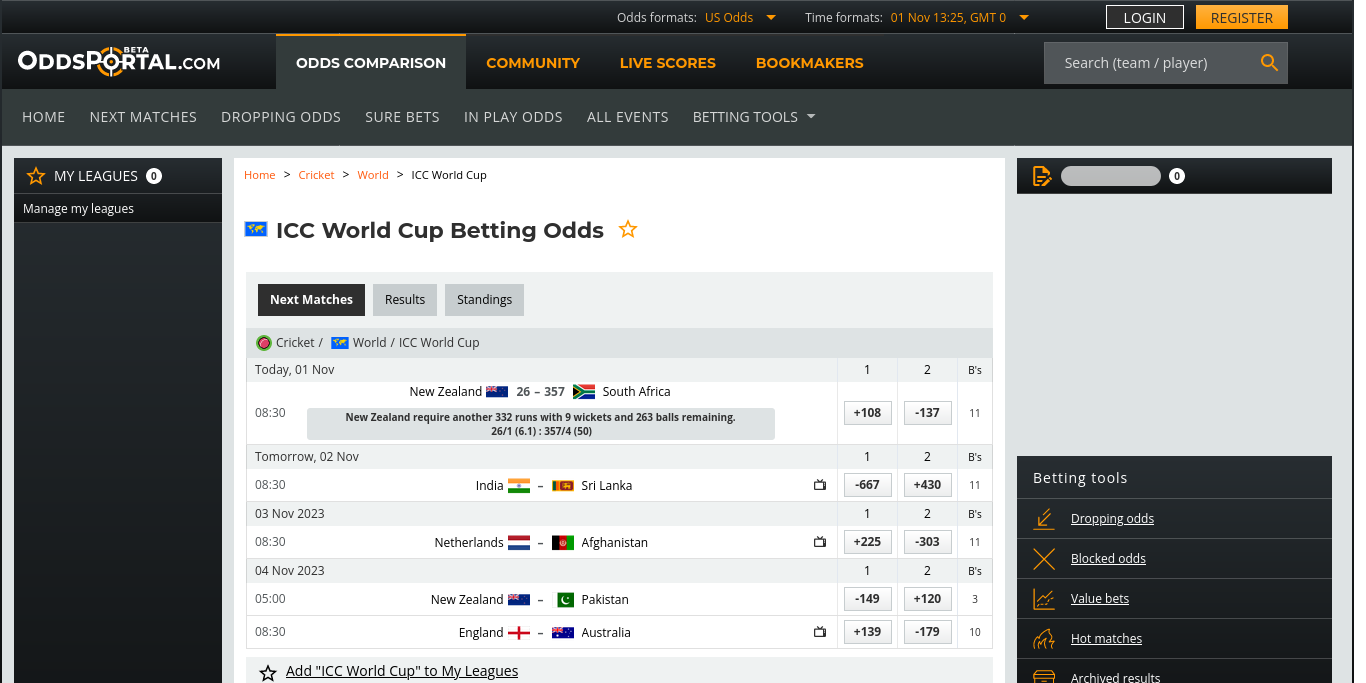 Odds formats: US Odds Time formats: 01 Nov 13:25, GMT 0 LOGIN REGISTER
ODDSPORTAL.COM BETA
ODDS COMPARISON COMMUNITY LIVE SCORES BOOKMAKERS Search (team / player)
HOME NEXT MATCHES DROPPING ODDS SURE BETS IN PLAY ODDS ALL EVENTS BETTING TOOLS
MY LEAGUES 0
Manage my leagues
Home > Cricket > World > ICC World Cup
0
ICC World Cup Betting Odds
Next Matches Results Standings
Cricket / World / ICC World Cup
Today, 01 Nov 1 2 B's
New Zealand 26 – 357 South Africa
08:30 +108 -137 11
New Zealand require another 332 runs with 9 wickets and 263 balls remaining.
26/1 (6.1) : 357/4 (50)
Tomorrow, 02 Nov 1 2 B's
08:30 India – Sri Lanka -667 +430 11
03 Nov 2023 1 2 B's
08:30 Netherlands – Afghanistan +225 -303 11
04 Nov 2023 1 2 B's
05:00 New Zealand – Pakistan -149 +120 3
08:30 England – Australia +139 -179 10
Add "ICC World Cup" to My Leagues
Betting tools
Dropping odds
Blocked odds
Value bets
Hot matches
Archived results